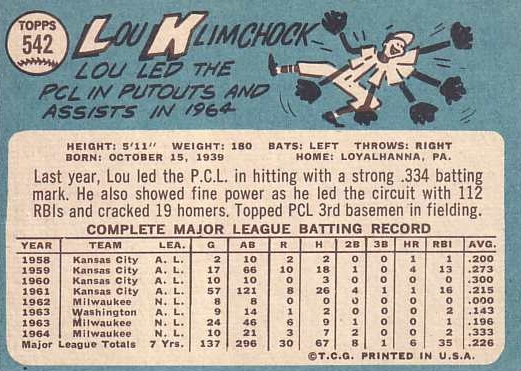 TOPPS
542
LOU KLIMCHOCK
LOU LED THE
PCL IN PUTOUTS AND
ASSISTS IN 1964
HEIGHT: 5'11" WEIGHT: 180 BATS: LEFT THROWS: RIGHT
BORN: OCTOBER 15, 1939 HOME: LOYALHANNA, PA.
Last year, Lou led the P.C.L. in hitting with a strong .334 batting
mark. He also showed fine power as he led the circuit with 112
RBIs and cracked 19 homers. Topped PCL 3rd basemen in fielding.
COMPLETE MAJOR LEAGUE BATTING RECORD
YEAR TEAM LEA. G AB R H 2B 3B HR RBI AVG.
1958 Kansas City A. L. 2 10 2 2 0 0 1 1 .200
1959 Kansas City A. L. 17 66 10 18 1 0 4 13 .273
1960 Kansas City A. L. 10 10 0 3 0 0 0 0 .300
1961 Kansas City A. L. 57 121 8 26 4 1 1 16 .215
1962 Milwaukee N. L. 8 8 0 0 0 0 0 0 .000
1963 Washington A. L. 9 14 1 2 0 0 0 2 .143
1963 Milwaukee N. L. 24 46 6 9 1 0 0 1 .196
1964 Milwaukee N. L. 10 21 3 7 2 0 0 2 .333
Major League Totals 7 Yrs. 137 296 30 67 8 1 6 35 .226
©T.C.G. PRINTED IN U.S.A.